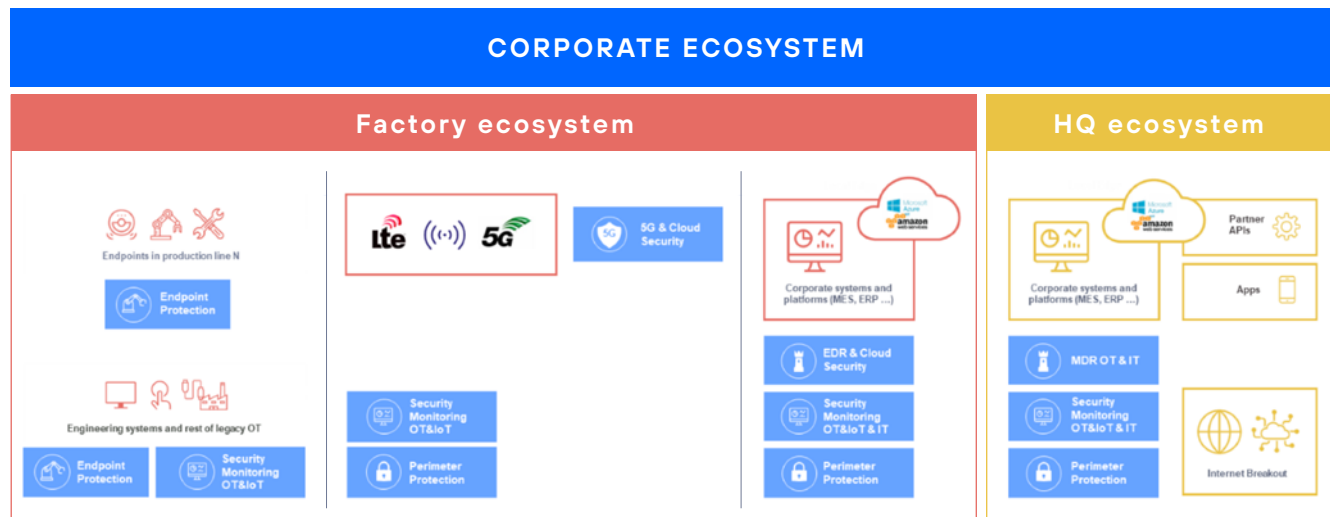 CORPORATE ECOSYSTEM
Factory ecosystem
HQ ecosystem
Endpoints in production line N
Endpoint
Protection
Engineering systems and rest of legacy OT
Endpoint
Protection
Security
Monitoring
OT&IoT
lte
5G
5G
5G & Cloud
Security
Security
Monitoring
OT&IoT
Perimeter
Protection
Microsoft
Azure
amazon
web services
Corporate systems and
platforms (MES, ERP ...)
EDR & Cloud
Security
Security
Monitoring
OT&IoT & IT
Perimeter
Protection
Microsoft
Azure
amazon
web services
Corporate systems and
platforms (MES, ERP ...)
Partner
APIs
Apps
MDR OT & IT
Security
Monitoring
OT&IoT & IT
Perimeter
Protection
Internet Breakout